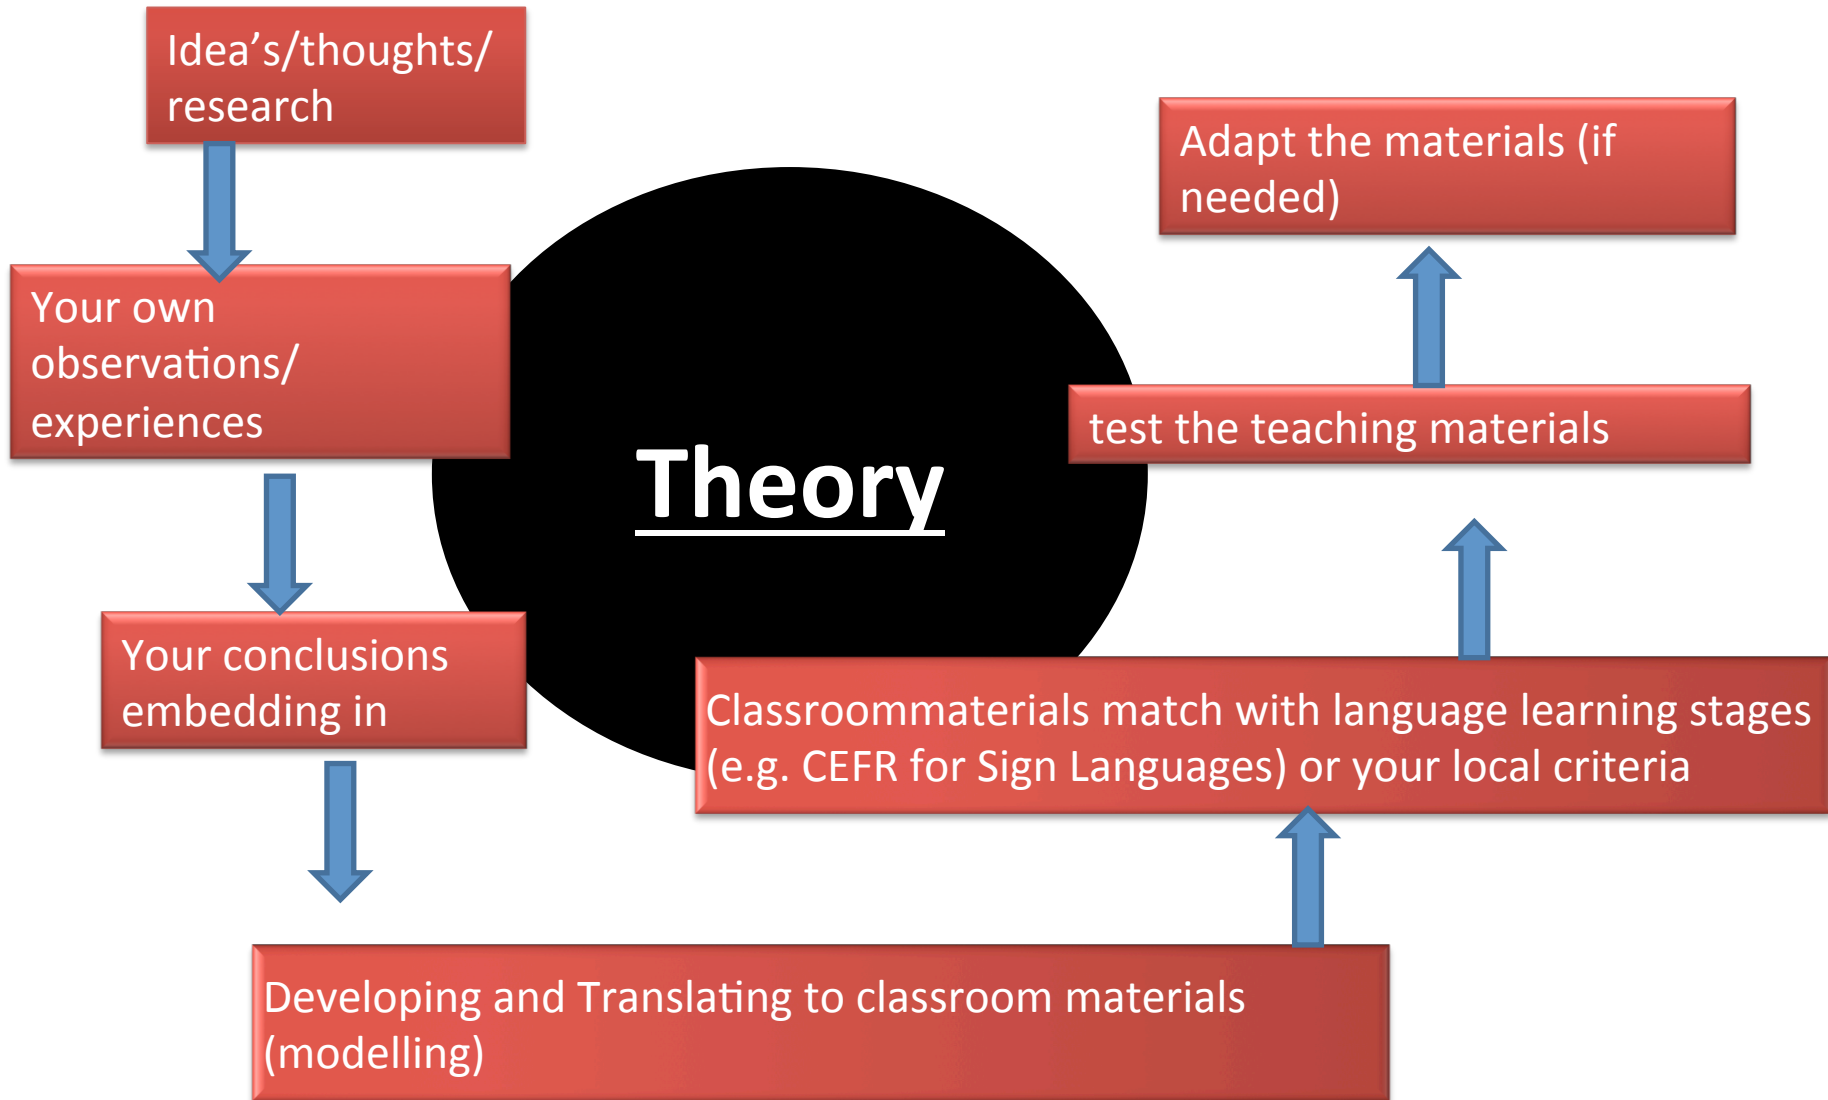 Idea's/thoughts/
research
Your own
observations/
experiences
Your conclusions
embedding in
Developing and Translating to classroom materials
(modelling)
Classroommaterials match with language learning stages
(e.g. CEFR for Sign Languages) or your local criteria
test the teaching materials
Adapt the materials (if
needed)
Theory